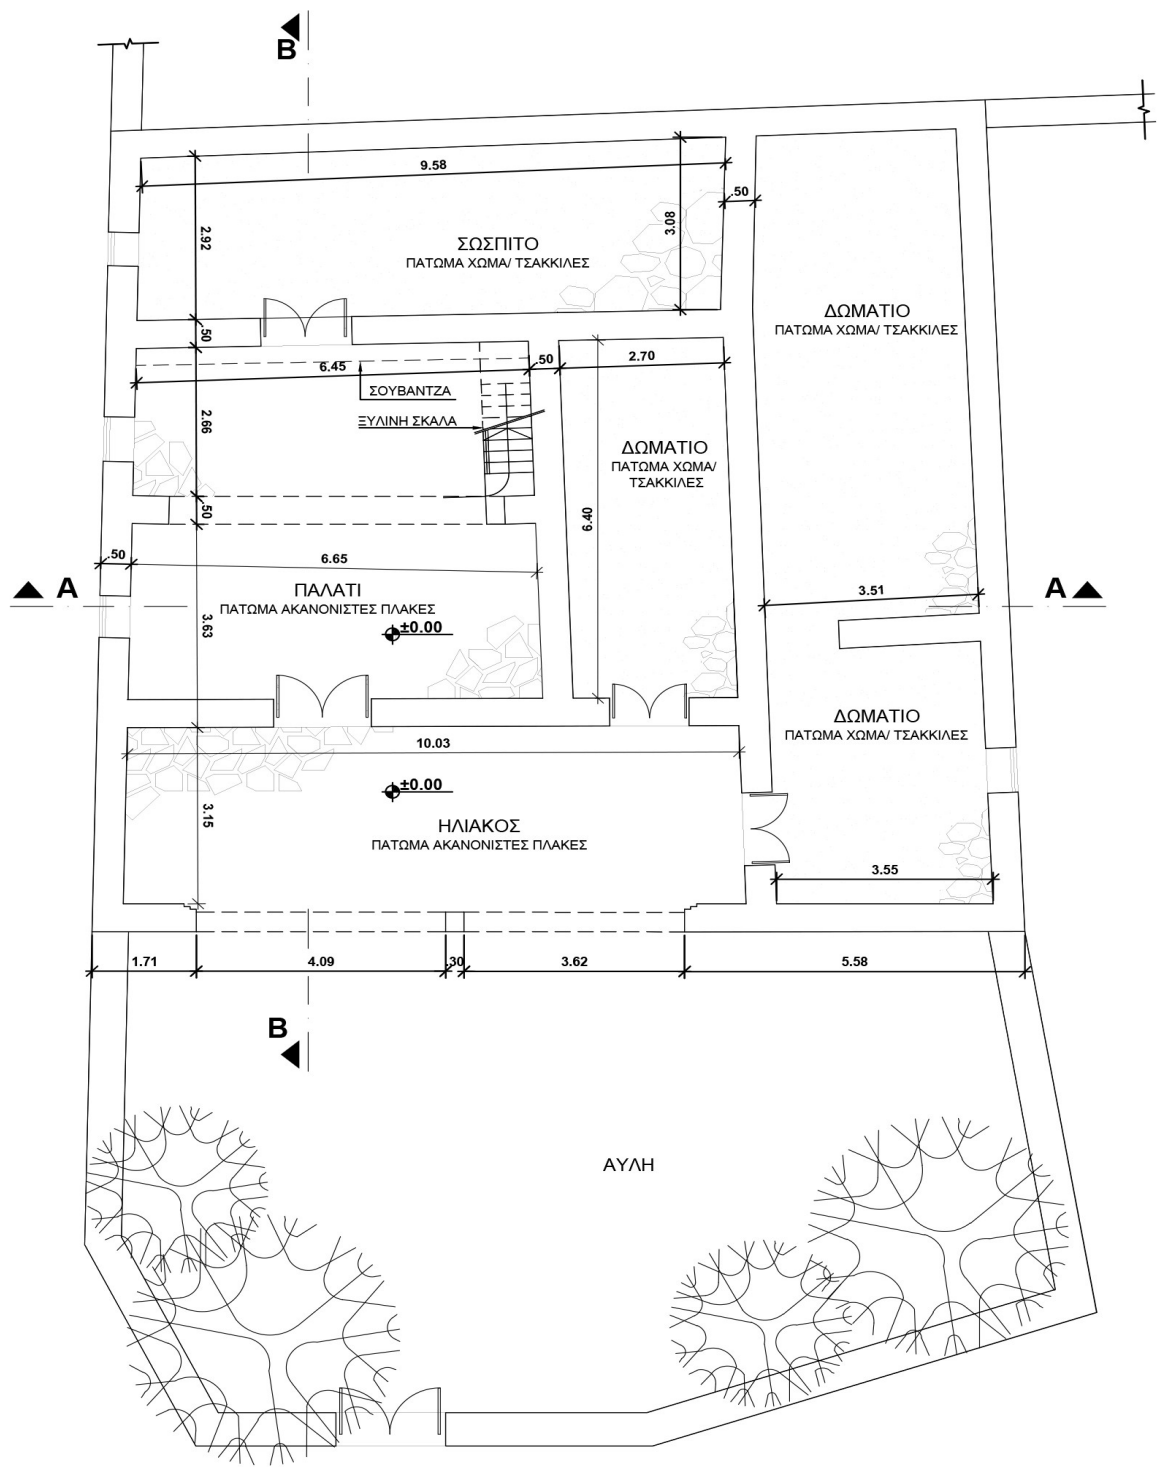 B
9.58
.50
2.92
3.08
ΣΩΣΠΙΤΟ
ΠΑΤΩΜΑ ΧΩΜΑ/ ΤΣΑΚΚΙΛΕΣ
ΔΩΜΑΤΙΟ
ΠΑΤΩΜΑ ΧΩΜΑ/ ΤΣΑΚΚΙΛΕΣ
.50
6.45
.50
2.70
ΣΟΥΒΑΝΤΖΑ
2.66
ΞΥΛΙΝΗ ΣΚΑΛΑ
ΔΩΜΑΤΙΟ
ΠΑΤΩΜΑ ΧΩΜΑ/
ΤΣΑΚΚΙΛΕΣ
.50
6.40
.50
6.65
A
ΠΑΛΑΤΙ
ΠΑΤΩΜΑ ΑΚΑΝΟΝΙΣΤΕΣ ΠΛΑΚΕΣ
3.51
A
3.63
±0.00
ΔΩΜΑΤΙΟ
ΠΑΤΩΜΑ ΧΩΜΑ/ ΤΣΑΚΚΙΛΕΣ
10.03
±0.00
3.15
ΗΛΙΑΚΟΣ
ΠΑΤΩΜΑ ΑΚΑΝΟΝΙΣΤΕΣ ΠΛΑΚΕΣ
3.55
1.71
4.09
.30
3.62
5.58
B
ΑΥΛΗ